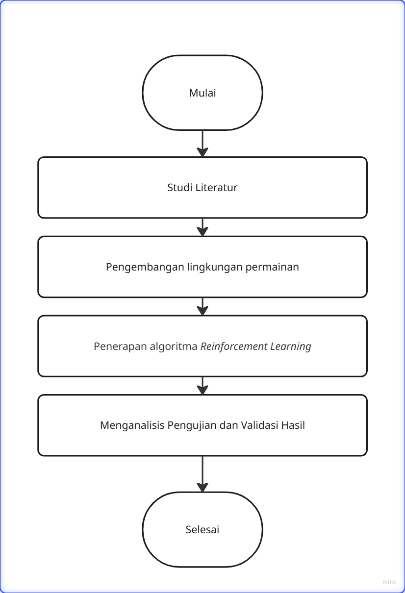 Mulai
Studi Literatur
Pengembangan lingkungan permainan
Penerapan algoritma Reinforcement Learning
Menganalisis Pengujian dan Validasi Hasil
Selesai
miro